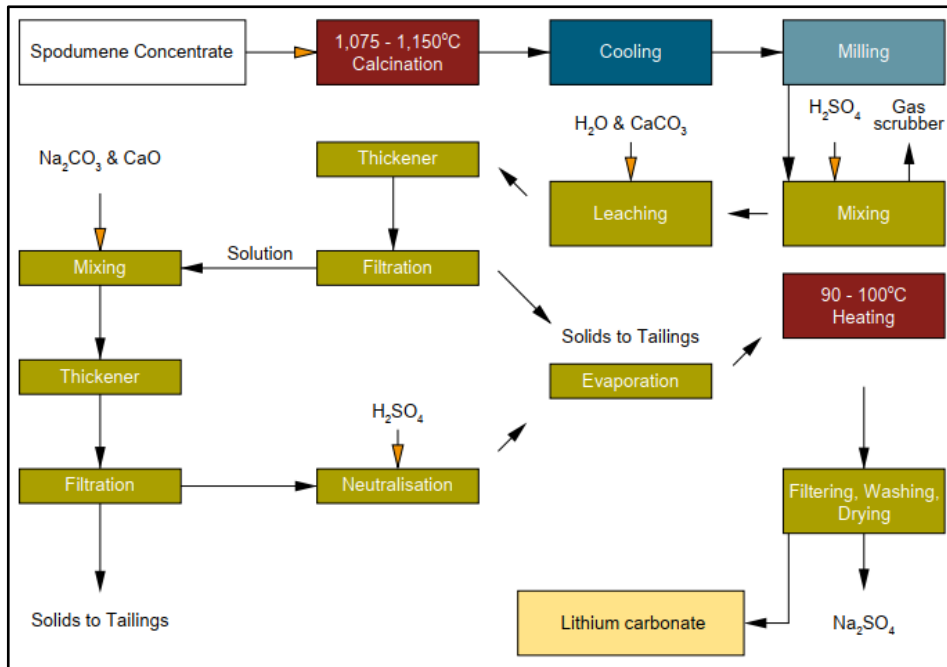 Spodumene Concentrate
1,075 - 1,150°C
Calcination
Cooling
Milling
H₂O & CaCO₃
H₂SO₄
Gas
scrubber
Na₂CO₃ & CaO
Thickener
Leaching
Mixing
Mixing
Solution
Filtration
90 - 100°C
Heating
Solids to Tailings
Thickener
Evaporation
H₂SO₄
Filtration
Neutralisation
Filtering, Washing,
Drying
Solids to Tailings
Lithium carbonate
Na₂SO₄